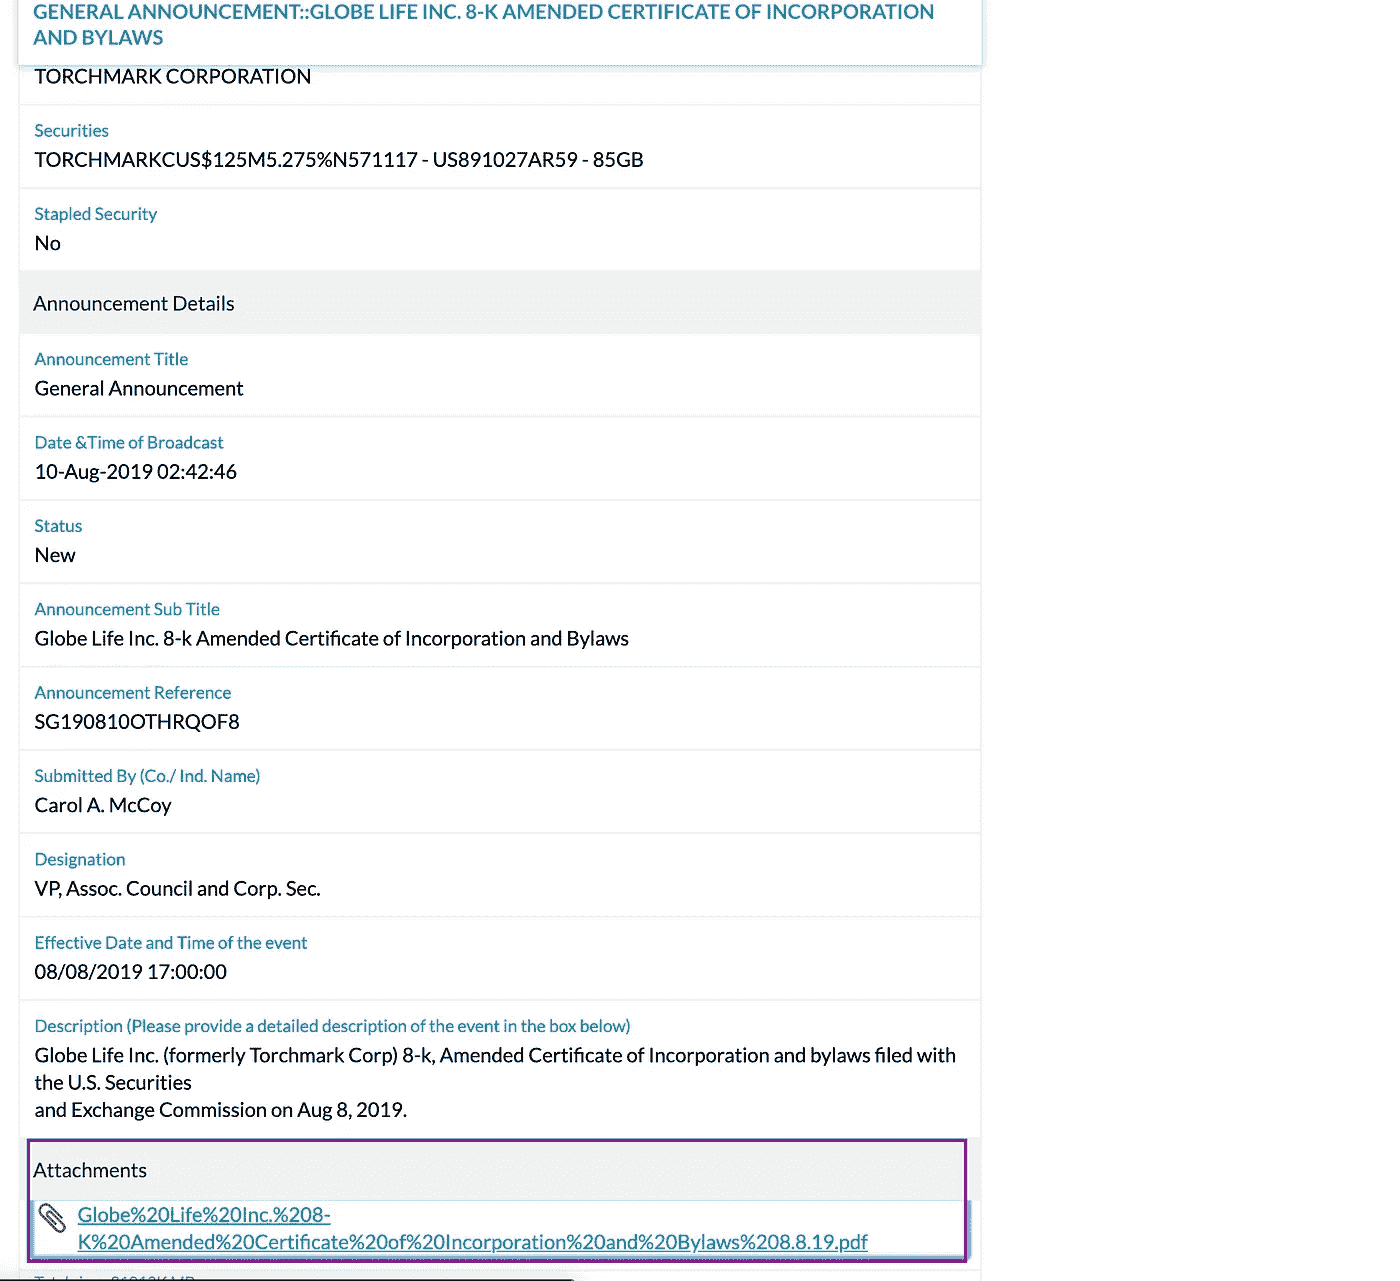 GENERAL ANNOUNCEMENT::GLOBE LIFE INC. 8-K AMENDED CERTIFICATE OF INCORPORATION
AND BYLAWS
TORCHMARK CORPORATION
Securities
TORCHMARKCUS$125M5.275%N571117 - US891027AR59 - 85GB
Stapled Security
No
Announcement Details
Announcement Title
General Announcement
Date &Time of Broadcast
10-Aug-2019 02:42:46
Status
New
Announcement Sub Title
Globe Life Inc. 8-k Amended Certificate of Incorporation and Bylaws
Announcement Reference
SG190810OTHRQOF8
Submitted By (Co./ Ind. Name)
Carol A. McCoy
Designation
VP, Assoc. Council and Corp. Sec.
Effective Date and Time of the event
08/08/2019 17:00:00
Description (Please provide a detailed description of the event in the box below)
Globe Life Inc. (formerly Torchmark Corp) 8-k, Amended Certificate of Incorporation and bylaws filed with
the U.S. Securities
and Exchange Commission on Aug 8, 2019.
Attachments
Globe%20Life%20Inc.%208-
K%20Amended%20Certificate%20of%20Incorporation%20and%20Bylaws%208.8.19.pdf